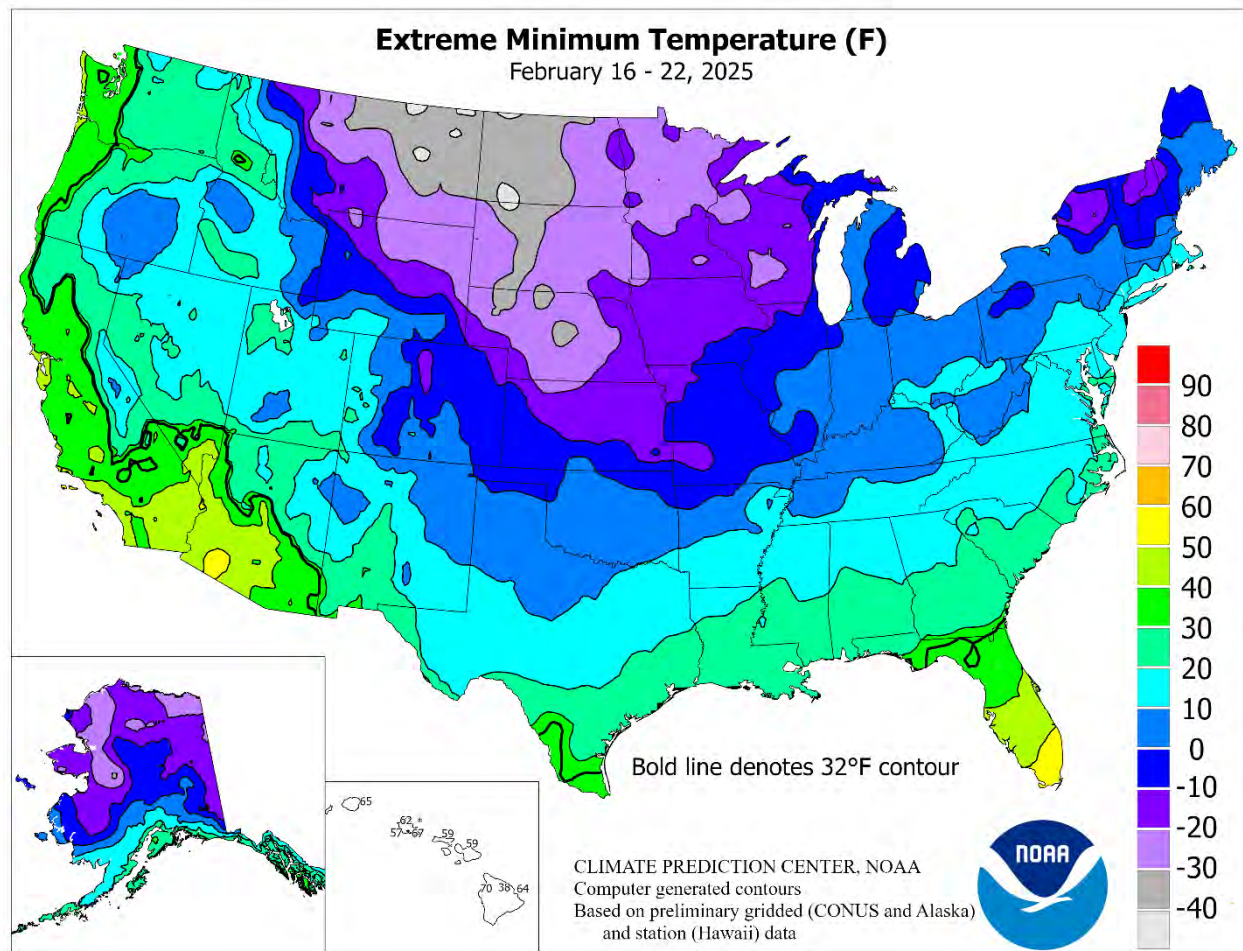 Extreme Minimum Temperature (F)
February 16 - 22, 2025
90
80
70
60
50
40
30
20
10
0
-10
-20
-30
-40
Bold line denotes 32°F contour
65
62
57
67
59
59
70 38 64
CLIMATE PREDICTION CENTER, NOAA
Computer generated contours
Based on preliminary gridded (CONUS and Alaska)
and station (Hawaii) data
NOAA